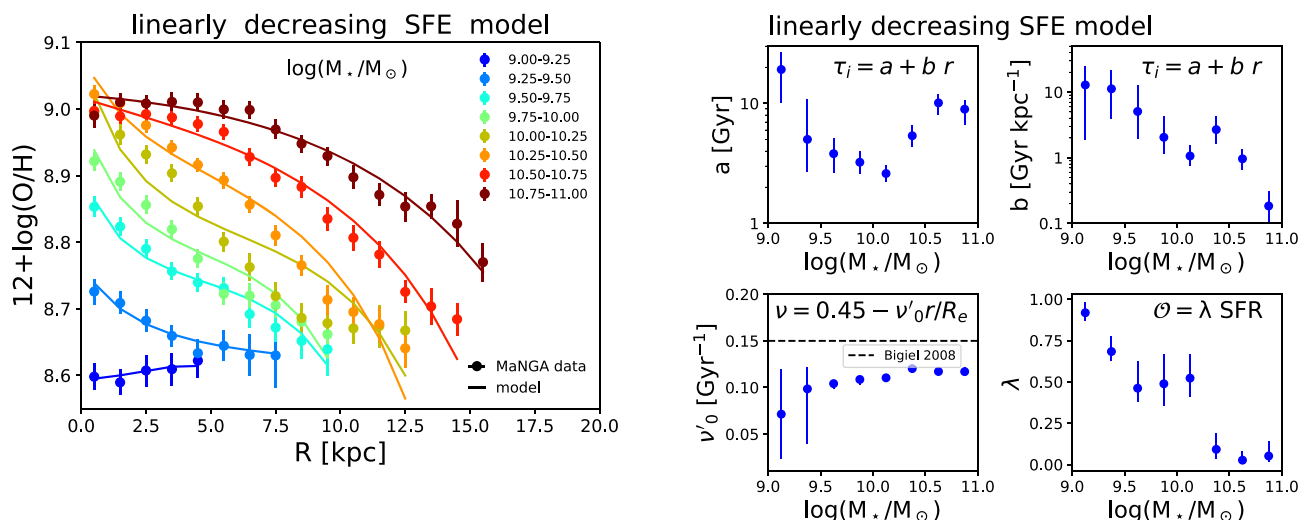 linearly decreasing SFE model
12+log(O/H)
9.1
9.0
8.9
8.8
8.7
8.6
log(M⋆/M⊙)
9.00-9.25
9.25-9.50
9.50-9.75
9.75-10.00
10.00-10.25
10.25-10.50
10.50-10.75
10.75-11.00
MaNGA data
model
0.0 2.5 5.0 7.5 10.0 12.5 15.0 17.5 20.0
R [kpc]
linearly decreasing SFE model
a [Gyr]
10
1
τᵢ = a + b r
9.0 9.5 10.0 10.5 11.0
log(M⋆/M⊙)
b [Gyr kpc⁻¹]
10
1
0.1
τᵢ = a + b r
9.0 9.5 10.0 10.5 11.0
log(M⋆/M⊙)
ν'₀ [Gyr⁻¹]
0.20
0.15
0.10
0.05
ν = 0.45 − ν'₀r/Rₑ
Bigiel 2008
9.0 9.5 10.0 10.5 11.0
log(M⋆/M⊙)
λ
1.00
0.75
0.50
0.25
0.00
𝒪 = λ SFR
9.0 9.5 10.0 10.5 11.0
log(M⋆/M⊙)